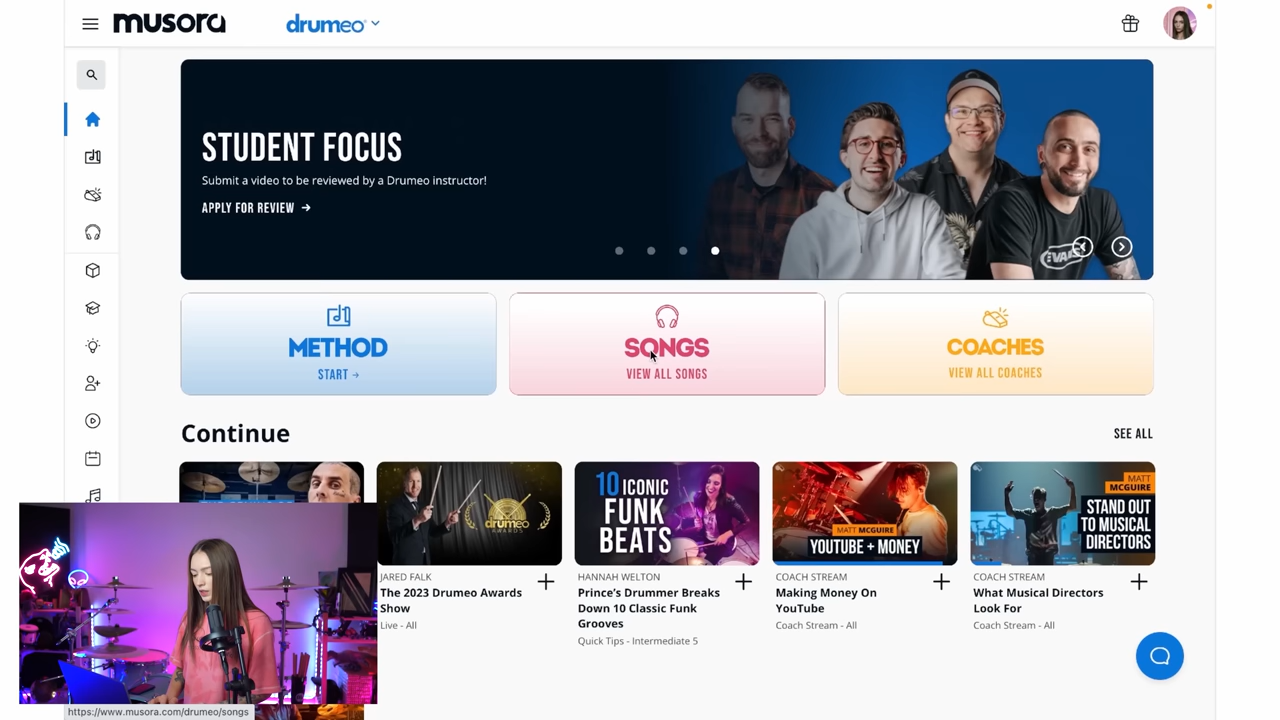 musora
drumeo
STUDENT FOCUS
Submit a video to be reviewed by a Drumeo instructor!
APPLY FOR REVIEW →
EVANS
METHOD
START →
SONGS
VIEW ALL SONGS
COACHES
VIEW ALL COACHES
Continue
SEE ALL
drumeo
AWARDS
10 ICONIC
FUNK
BEATS
MATT
MCGUIRE
YOUTUBE + MONEY
MATT
MCGUIRE
STAND OUT
TO MUSICAL
DIRECTORS
JARED FALK
The 2023 Drumeo Awards
Show
Live - All
HANNAH WELTON
Prince's Drummer Breaks
Down 10 Classic Funk
Grooves
Quick Tips - Intermediate 5
COACH STREAM
Making Money On
YouTube
Coach Stream - All
COACH STREAM
What Musical Directors
Look For
Coach Stream - All
https://www.musora.com/drumeo/songs